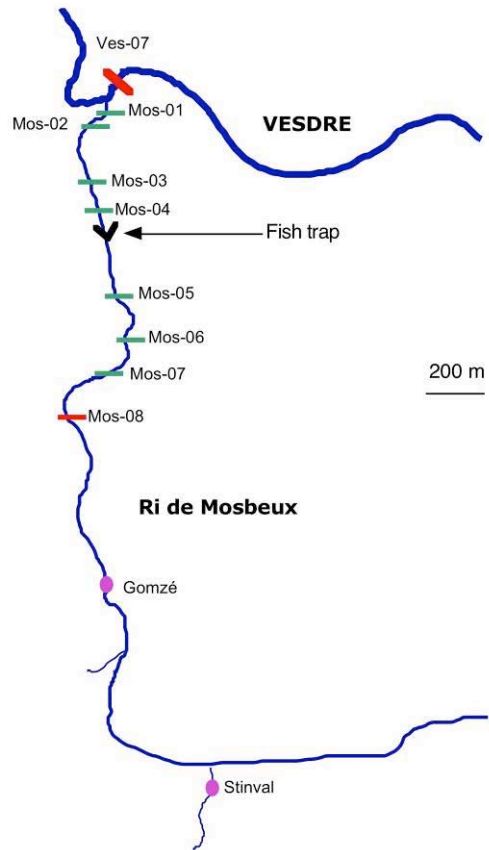 Ves-07
Mos-01
Mos-02
VESDRE
Mos-03
Mos-04
Fish trap
Mos-05
Mos-06
Mos-07
200 m
Mos-08
Ri de Mosbeux
Gomzé
Stinval